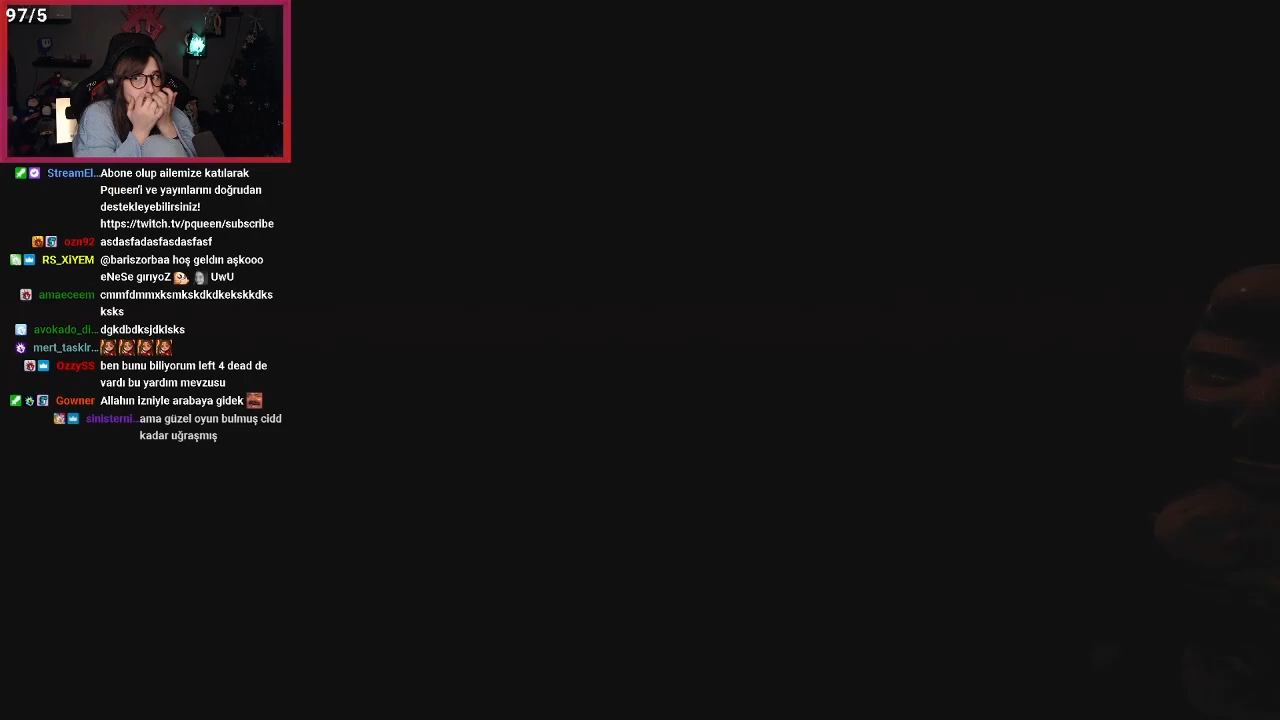 97/5
StreamEl... Abone olup ailemize katılarak
Pqueen'i ve yayınlarını doğrudan
destekleyebilirsiniz!
https://twitch.tv/pqueen/subscribe
ozn92 asdasfadasfasdasfasf
RS_XiYEM @bariszorbaa hoş geldın aşkooo
eNeSe gırıyoZ UwU
amaeceem cmmfdmmxksmkskdkdkekskkdks
ksks
avokado_di... dgkdbdksjdklsks
mert_tasklr...
OzzySS ben bunu biliyorum left 4 dead de
vardı bu yardım mevzusu
Gowner Allahın izniyle arabaya gidek
sinisterni... ama güzel oyun bulmuş cidd
kadar uğraşmış